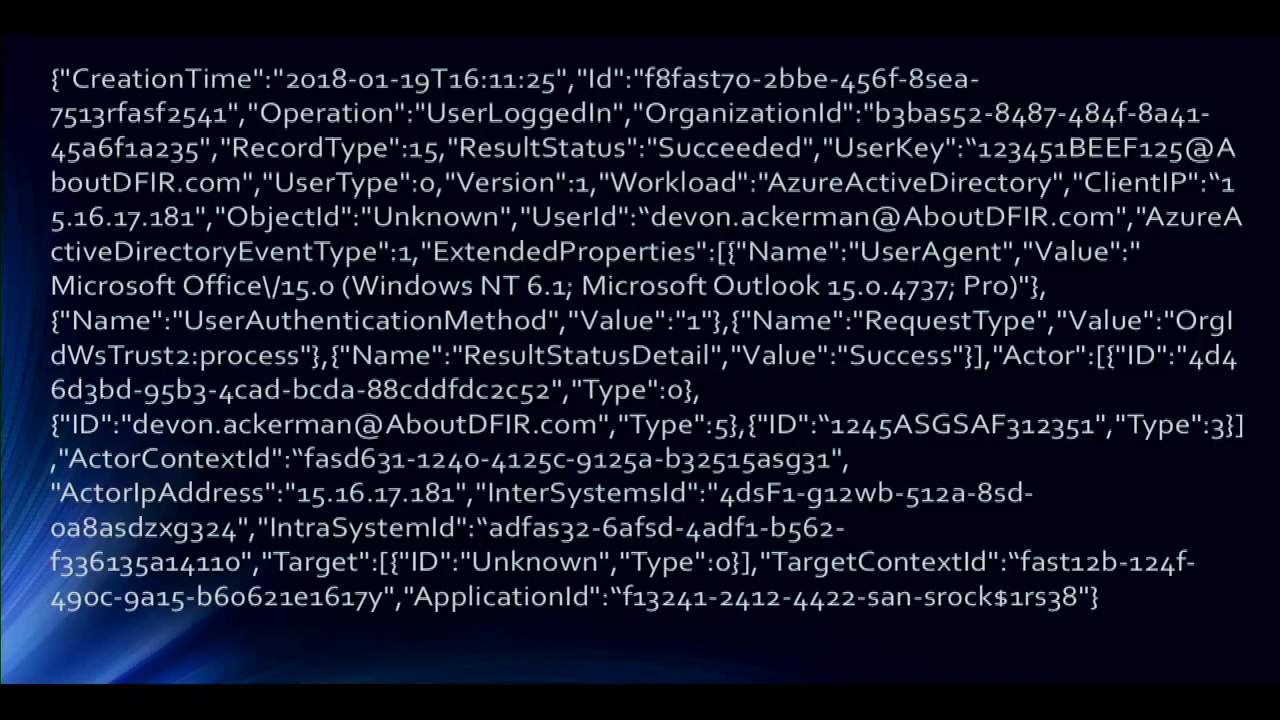 {"CreationTime":"2018-01-19T16:11:25","Id":"f8fast70-2bbe-456f-8sea-
7513rfasf2541","Operation":"UserLoggedIn","OrganizationId":"b3bas52-8487-484f-8a41-
45a6f1a235","RecordType":15,"ResultStatus":"Succeeded","UserKey":“123451BEEF125@A
boutDFIR.com","UserType":0,"Version":1,"Workload":"AzureActiveDirectory","ClientIP":“1
5.16.17.181","ObjectId":"Unknown","UserId":“devon.ackerman@AboutDFIR.com","AzureA
ctiveDirectoryEventType":1,"ExtendedProperties":[{"Name":"UserAgent","Value":"
Microsoft Office\/15.0 (Windows NT 6.1; Microsoft Outlook 15.0.4737; Pro)"},
{"Name":"UserAuthenticationMethod","Value":"1"},{"Name":"RequestType","Value":"OrgI
dWsTrust2:process"},{"Name":"ResultStatusDetail","Value":"Success"}],"Actor":[{"ID":"4d4
6d3bd-95b3-4cad-bcda-88cddfdc2c52","Type":0},
{"ID":"devon.ackerman@AboutDFIR.com","Type":5},{"ID":“1245ASGSAF312351","Type":3}]
,"ActorContextId":“fasd631-1240-4125c-9125a-b32515asg31",
"ActorIpAddress":"15.16.17.181","InterSystemsId":"4dsF1-g12wb-512a-8sd-
0a8asdzxg324","IntraSystemId":“adfas32-6afsd-4adf1-b562-
f336135a14110","Target":[{"ID":"Unknown","Type":0}],"TargetContextId":“fast12b-124f-
490c-9a15-b60621e1617y","ApplicationId":“f13241-2412-4422-san-srock$1rs38"}